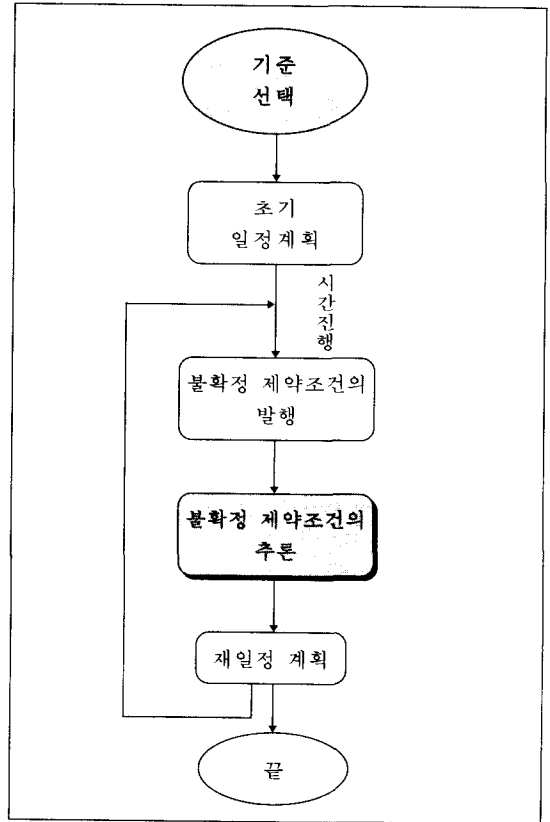 기준
선택
초기
일정계획
시간진행
불확정 제약조건의
발행
불확정 제약조건의
추론
재일정 계획
끝